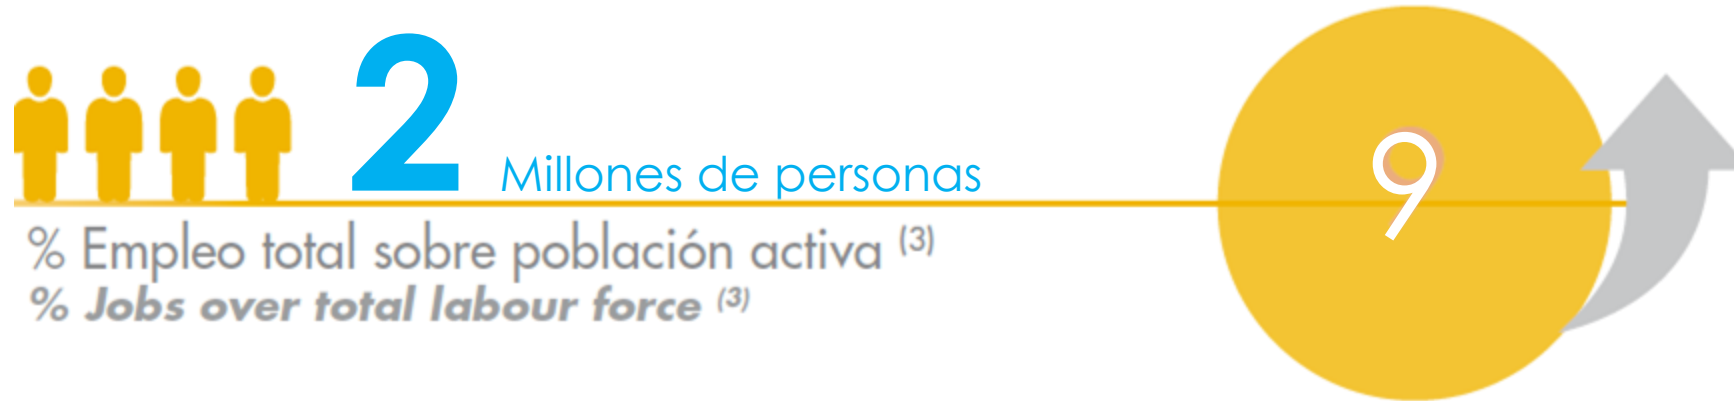 2 Millones de personas
9
% Empleo total sobre población activa (3)
% Jobs over total labour force (3)